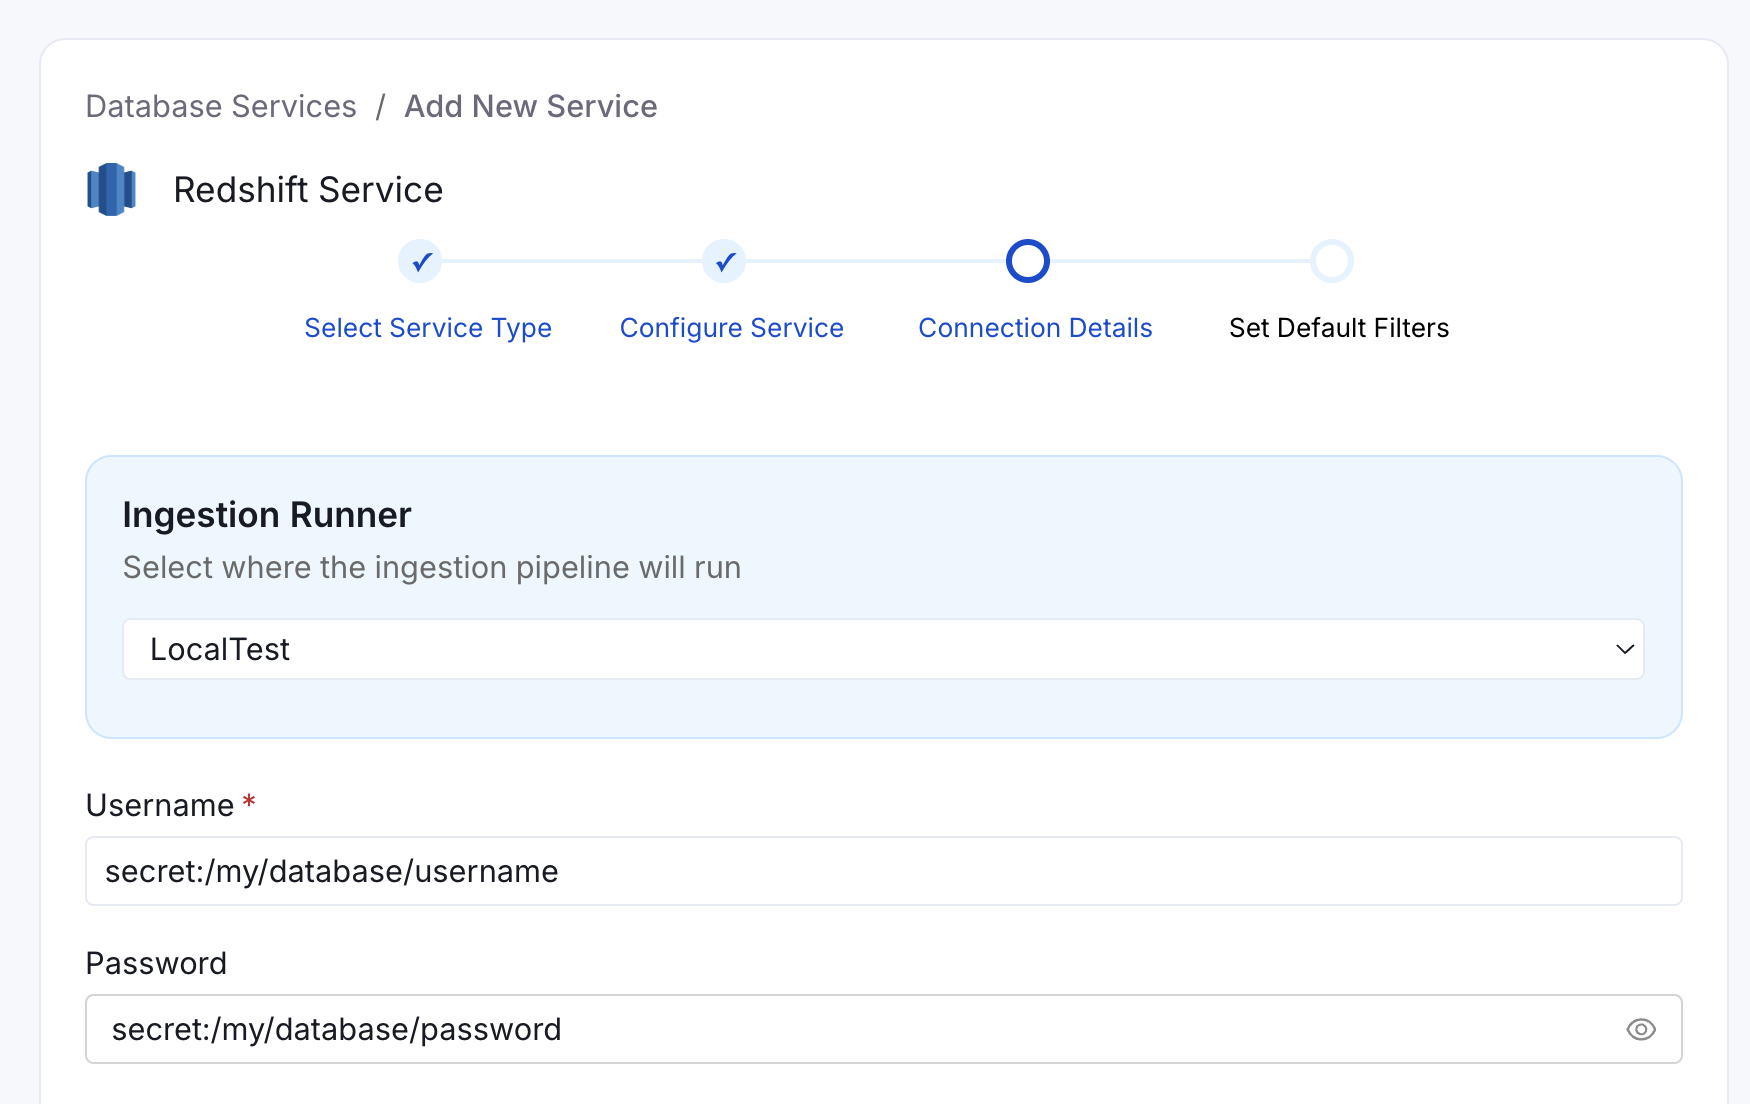 Database Services / Add New Service
Redshift Service
Select Service Type Configure Service Connection Details Set Default Filters
Ingestion Runner
Select where the ingestion pipeline will run
LocalTest
Username *
secret:/my/database/username
Password
secret:/my/database/password